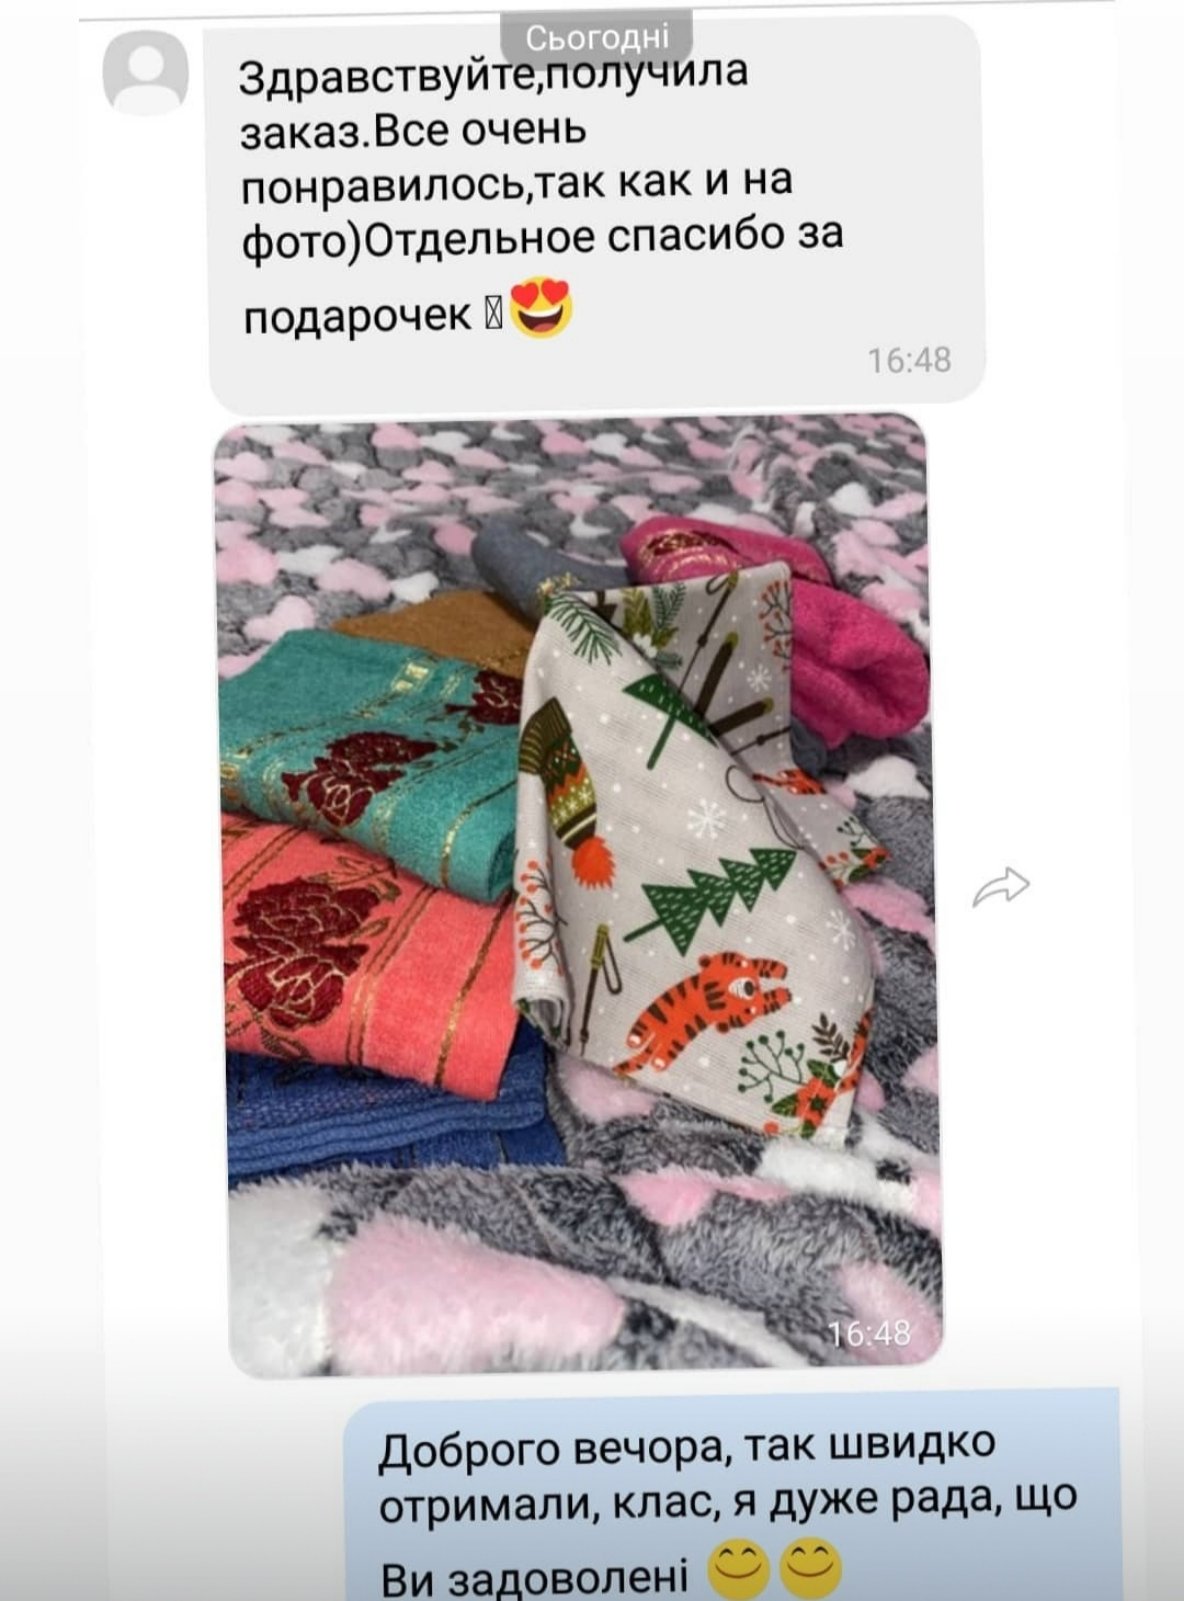 Сьогодні
Здравствуйте,получила
заказ.Все очень
понравилось,так как и на
фото)Отдельное спасибо за
подарочек 😍
16:48
16:48
Доброго вечора, так швидко
отримали, клас, я дуже рада, що
Ви задоволені 😊😊